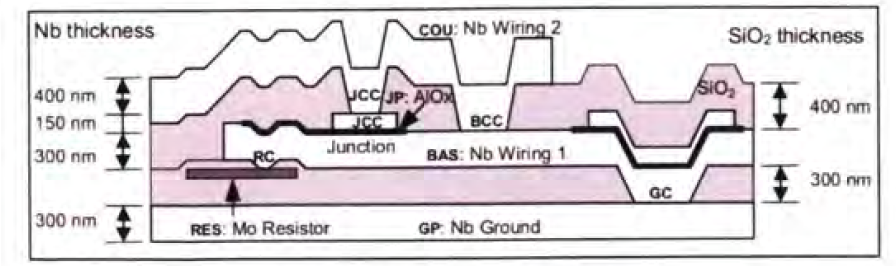 Nb thickness
COU: Nb Wiring 2
SiO2 thickness
400 nm
JCC
JP: AlOx
SiO2
150 nm
JCC
BCC
400 nm
Junction
300 nm
RC
BAS: Nb Wiring 1
GC
300 nm
300 nm
RES: Mo Resistor
GP: Nb Ground